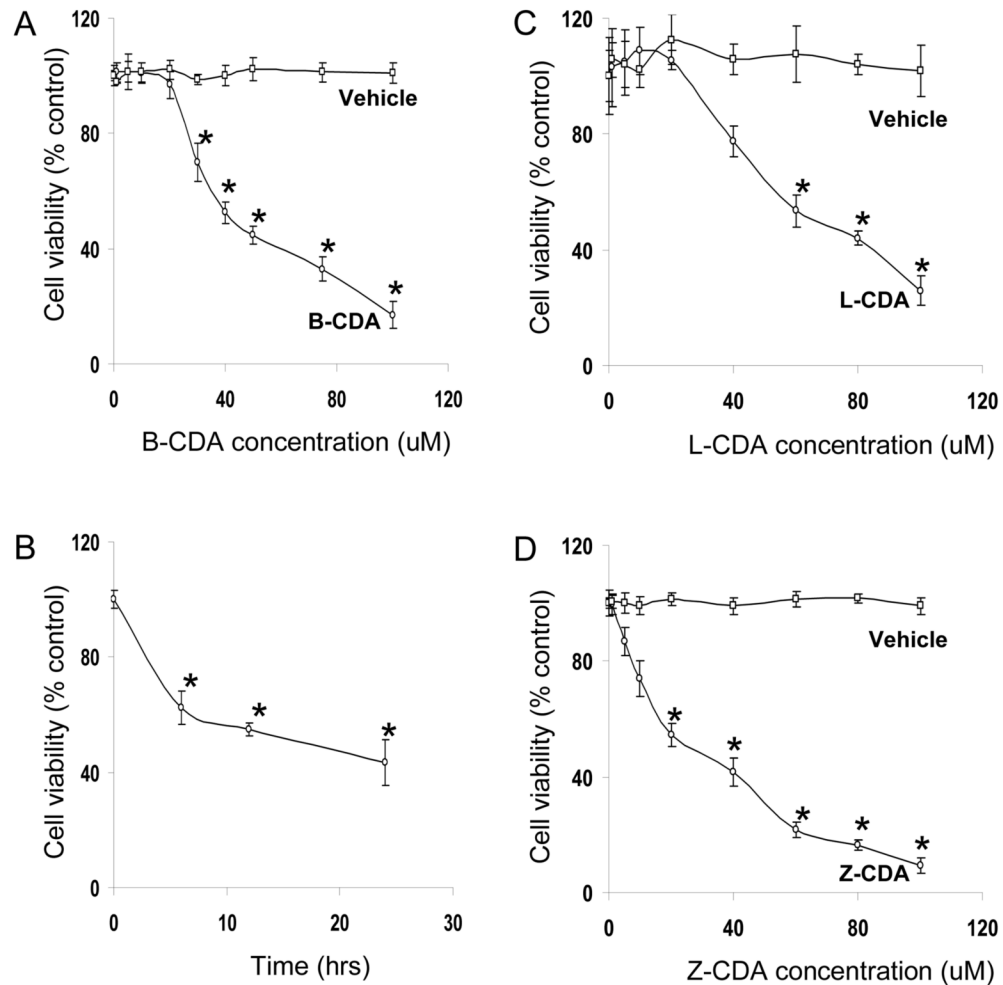 A
Cell viability (% control)
120
80
40
0
Vehicle
*
*
*
*
*
B-CDA
0
40
80
120
B-CDA concentration (uM)
C
Cell viability (% control)
120
80
40
0
Vehicle
*
*
*
L-CDA
0
40
80
120
L-CDA concentration (uM)
B
Cell viability (% control)
120
80
40
0
*
*
*
0
10
20
30
Time (hrs)
D
Cell viability (% control)
120
80
40
0
Vehicle
*
*
*
*
*
Z-CDA
0
40
80
120
Z-CDA concentration (uM)